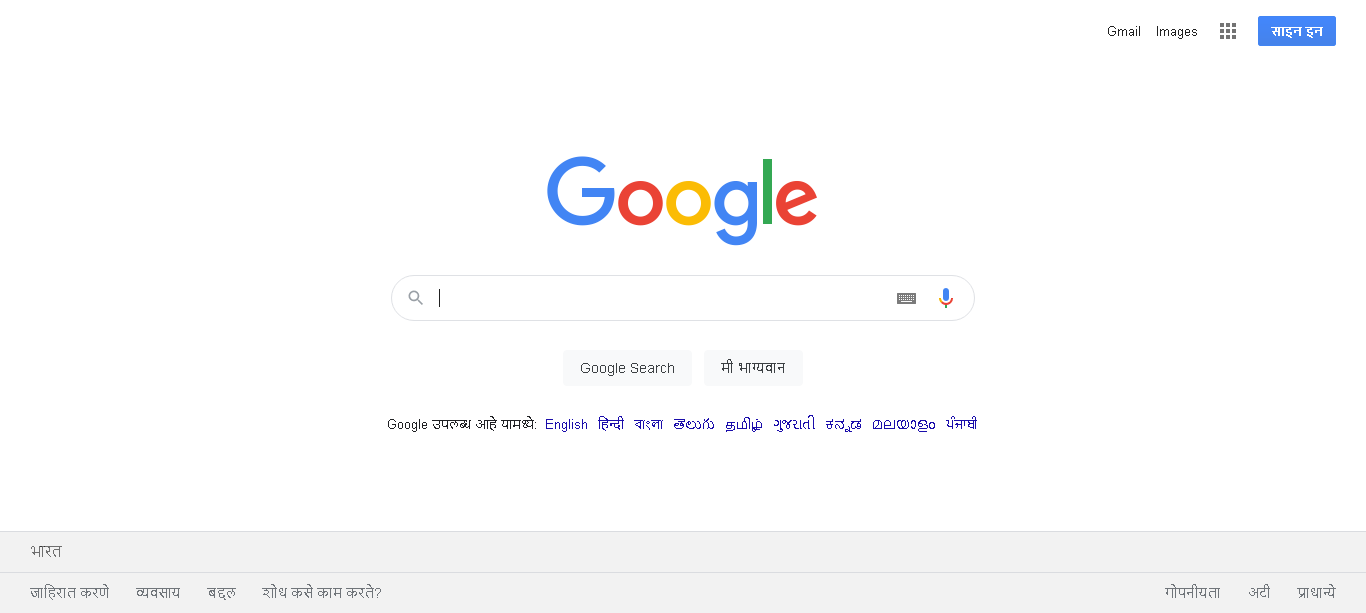 Gmail Images साइन इन
Google
Google Search मी भाग्यवान
Google उपलब्ध आहे यामध्ये: English हिन्दी বাংলা తెలుగు தமிழ் ગુજરાતી ಕನ್ನಡ മലയാളം ਪੰਜਾਬੀ
भारत
जाहिरात करणे व्यवसाय बद्दल शोध कसे काम करते? गोपनीयता अटी प्राधान्ये